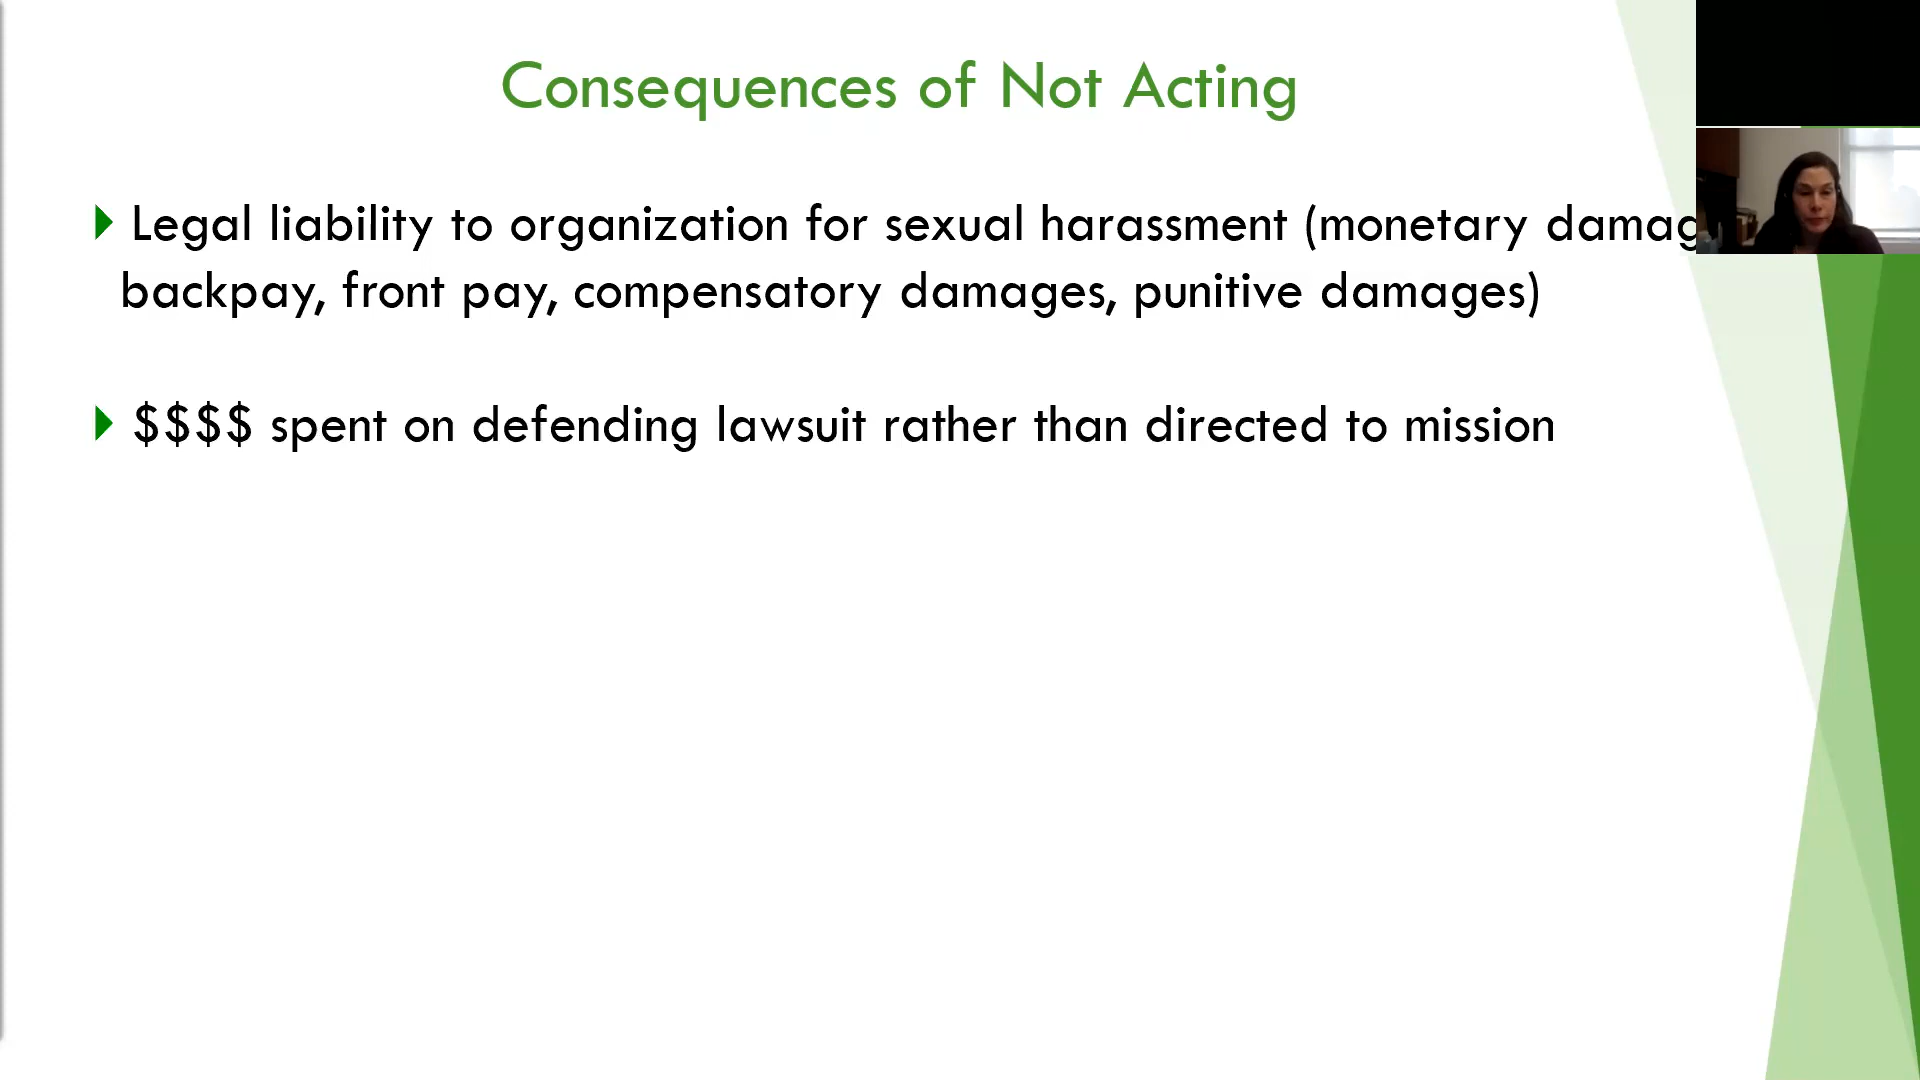 Consequences of Not Acting
Legal liability to organization for sexual harassment (monetary
backpay, front pay, compensatory damages, punitive damages)
$$$$ spent on defending lawsuit rather than directed to mission